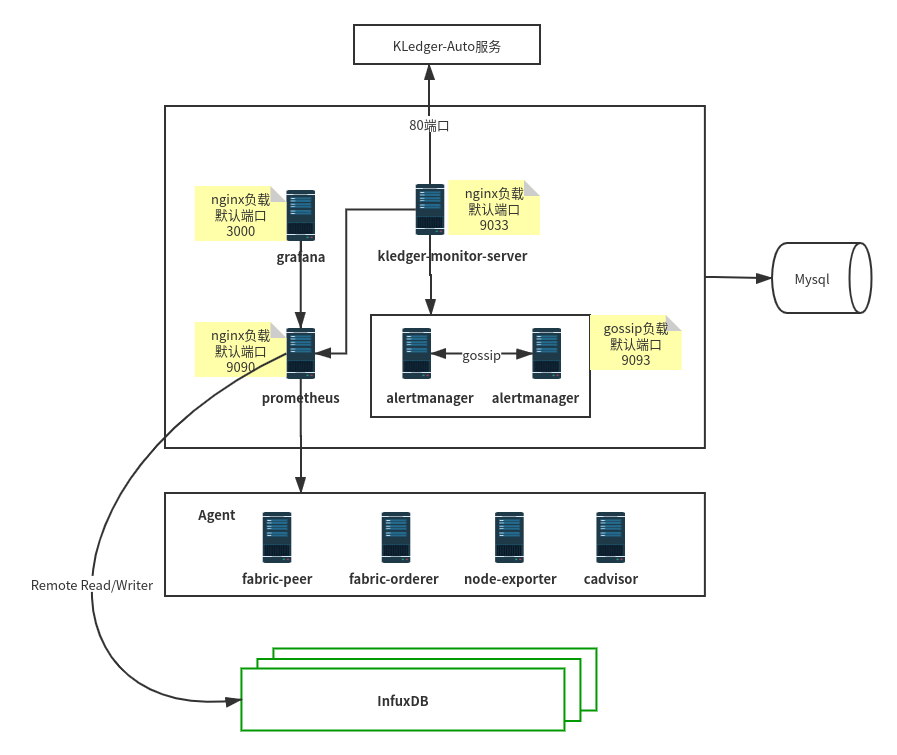 KLedger-Auto服务
80端口
nginx负载
默认端口
3000
nginx负载
默认端口
9033
grafana
kledger-monitor-server
Mysql
nginx负载
默认端口
9090
gossip
gossip负载
默认端口
9093
prometheus
alertmanager
alertmanager
Agent
fabric-peer
fabric-orderer
node-exporter
cadvisor
Remote Read/Writer
InfuxDB